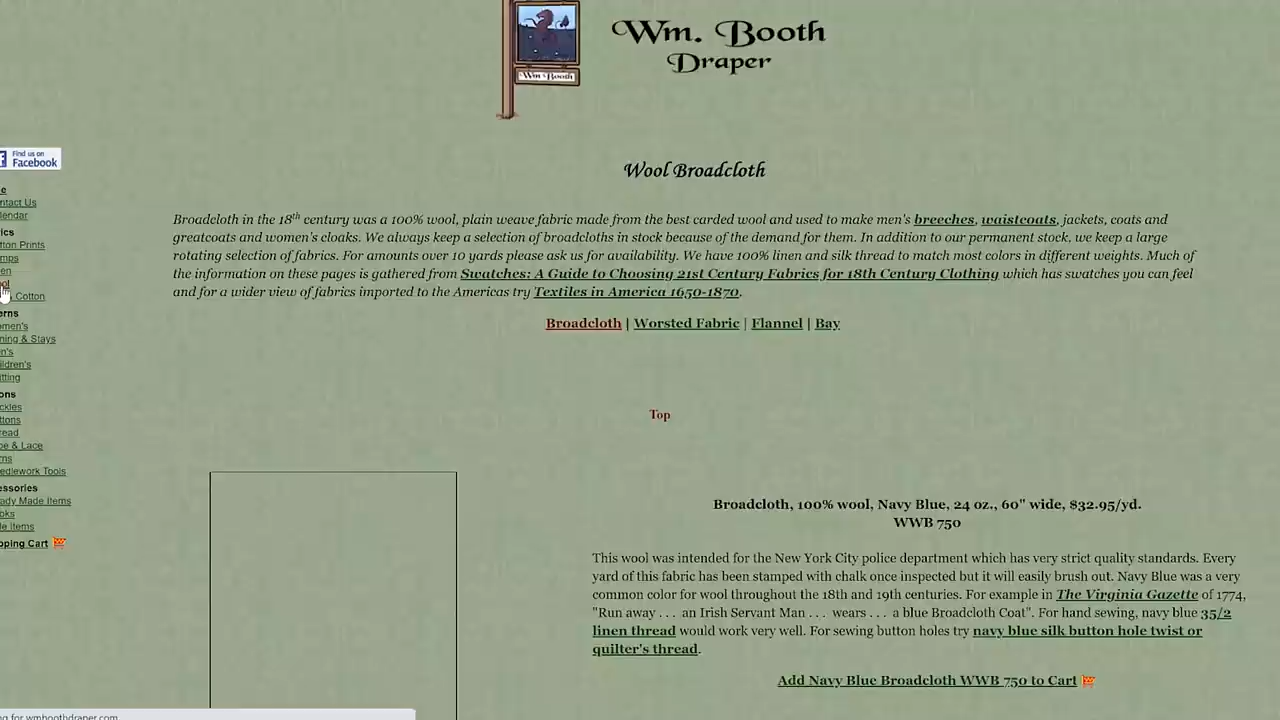 Wm. Booth
Draper
Wm Booth
Find us on
Facebook
Wool Broadcloth
Broadcloth in the 18th century was a 100% wool, plain weave fabric made from the best carded wool and used to make men's breeches, waistcoats, jackets, coats and
greatcoats and women's cloaks. We always keep a selection of broadcloths in stock because of the demand for them. In addition to our permanent stock, we keep a large
rotating selection of fabrics. For amounts over 10 yards please ask us for availability. We have 100% linen and silk thread to match most colors in different weights. Much of
the information on these pages is gathered from Swatches: A Guide to Choosing 21st Century Fabrics for 18th Century Clothing which has swatches you can feel
and for a wider view of fabrics imported to the Americas try Textiles in America 1650-1870.
Broadcloth | Worsted Fabric | Flannel | Bay
e
ntact Us
lendar
rics
tton Prints
mps
en
ol
Cotton
erns
omen's
ning & Stays
n's
ildren's
itting
ions
ckles
ttons
read
pe & Lace
ms
edlework Tools
essories
ady Made Items
oks
le Items
pping Cart
Top
Broadcloth, 100% wool, Navy Blue, 24 oz., 60" wide, $32.95/yd.
WWB 750
This wool was intended for the New York City police department which has very strict quality standards. Every
yard of this fabric has been stamped with chalk once inspected but it will easily brush out. Navy Blue was a very
common color for wool throughout the 18th and 19th centuries. For example in The Virginia Gazette of 1774,
"Run away . . . an Irish Servant Man . . . wears . . . a blue Broadcloth Coat". For hand sewing, navy blue 35/2
linen thread would work very well. For sewing button holes try navy blue silk button hole twist or
quilter's thread.
Add Navy Blue Broadcloth WWB 750 to Cart
ng for wmboothdraper.com